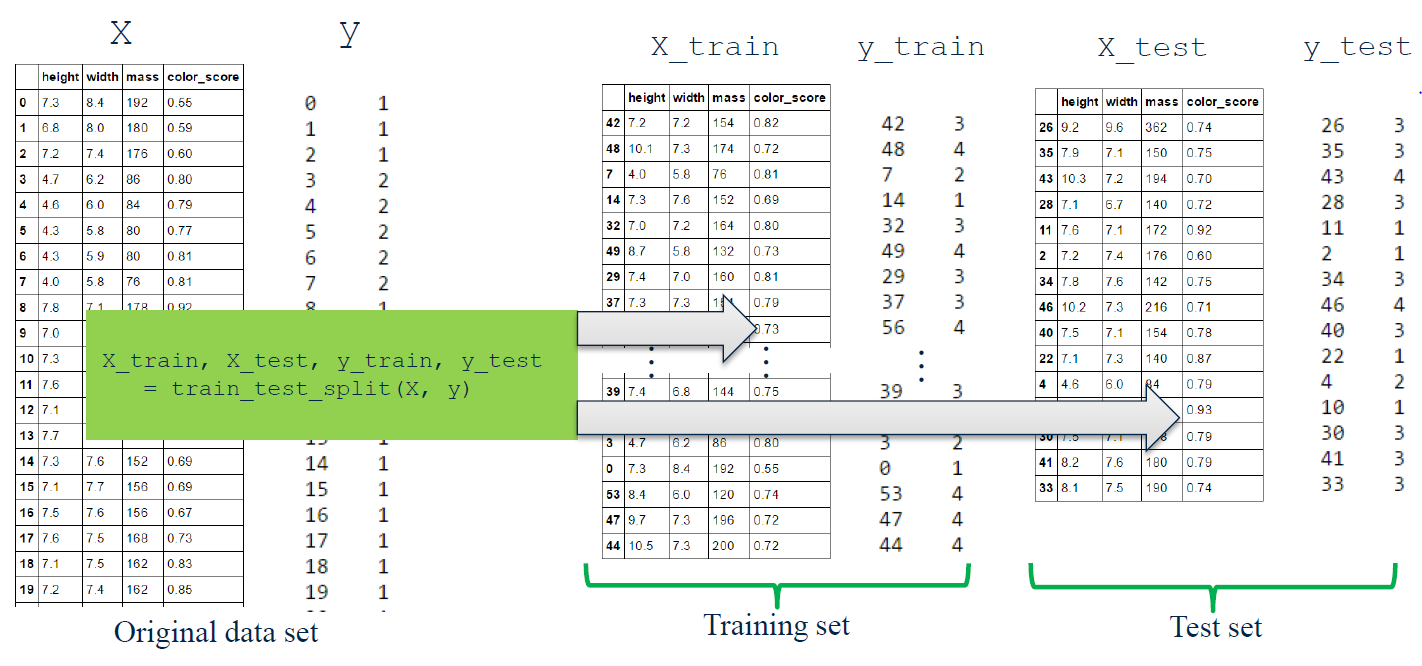 X y X_train y_train X_test y_test
height width mass color_score
0 7.3 8.4 192 0.55
1 6.8 8.0 180 0.59
2 7.2 7.4 176 0.60
3 4.7 6.2 86 0.80
4 4.6 6.0 84 0.79
5 4.3 5.8 80 0.77
6 4.3 5.9 80 0.81
7 4.0 5.8 76 0.81
8 7.8 7.1 178 0.92
9 7.0
10 7.3
11 7.6
12 7.1
13 7.7
14 7.3 7.6 152 0.69
15 7.1 7.7 156 0.69
16 7.5 7.6 156 0.67
17 7.6 7.5 168 0.73
18 7.1 7.5 162 0.83
19 7.2 7.4 162 0.85
0 1
1 1
2 1
3 2
4 2
5 2
6 2
7 2
8 1
14 1
15 1
16 1
17 1
18 1
19 1
Original data set
X_train, X_test, y_train, y_test
= train_test_split(X, y)
height width mass color_score
42 7.2 7.2 154 0.82
48 10.1 7.3 174 0.72
7 4.0 5.8 76 0.81
14 7.3 7.6 152 0.69
32 7.0 7.2 164 0.80
49 8.7 5.8 132 0.73
29 7.4 7.0 160 0.81
37 7.3 7.3 0.79
0.73
39 7.4 6.8 144 0.75
3 4.7 6.2 86 0.80
0 7.3 8.4 192 0.55
53 8.4 6.0 120 0.74
47 9.7 7.3 196 0.72
44 10.5 7.3 200 0.72
42 3
48 4
7 2
14 1
32 3
49 4
29 3
37 3
56 4
39 3
3 2
0 1
53 4
47 4
44 4
Training set
height width mass color_score
26 9.2 9.6 362 0.74
35 7.9 7.1 150 0.75
43 10.3 7.2 194 0.70
28 7.1 6.7 140 0.72
11 7.6 7.1 172 0.92
2 7.2 7.4 176 0.60
34 7.8 7.6 142 0.75
46 10.2 7.3 216 0.71
40 7.5 7.1 154 0.78
22 7.1 7.3 140 0.87
4 4.6 6.0 84 0.79
0.93
30 7.5 7.1 0.79
41 8.2 7.6 180 0.79
33 8.1 7.5 190 0.74
26 3
35 3
43 4
28 3
11 1
2 1
34 3
46 4
40 3
22 1
4 2
10 1
30 3
41 3
33 3
Test set